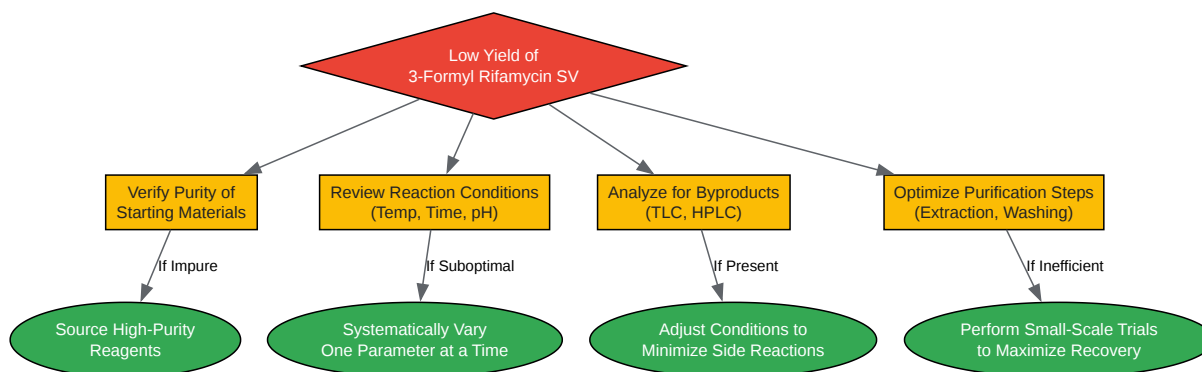 Low Yield of
3-Formyl Rifamycin SV
Verify Purity of
Starting Materials
Review Reaction Conditions
(Temp, Time, pH)
Analyze for Byproducts
(TLC, HPLC)
Optimize Purification Steps
(Extraction, Washing)
If Impure
If Suboptimal
If Present
If Inefficient
Source High-Purity
Reagents
Systematically Vary
One Parameter at a Time
Adjust Conditions to
Minimize Side Reactions
Perform Small-Scale Trials
to Maximize Recovery